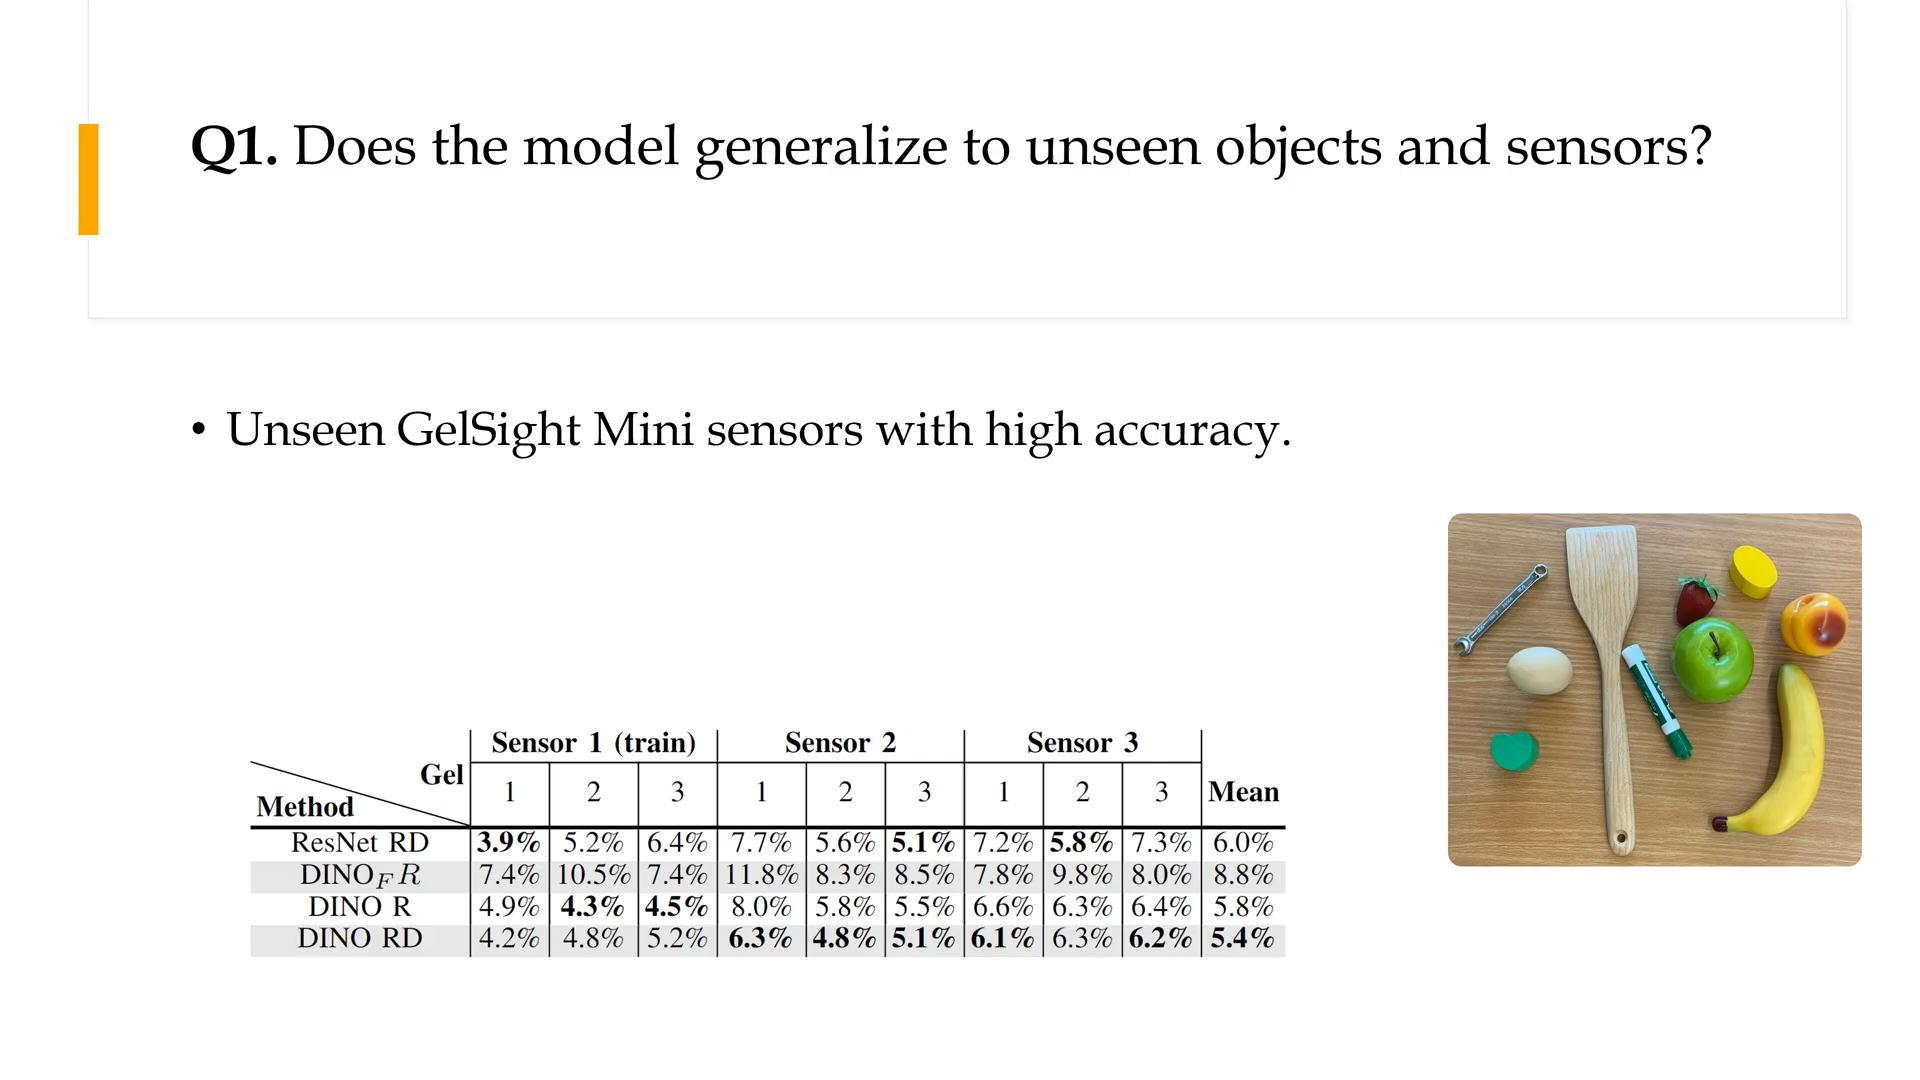 Q1. Does the model generalize to unseen objects and sensors?
• Unseen GelSight Mini sensors with high accuracy.
Sensor 1 (train) Sensor 2 Sensor 3
Gel
Method 1 2 3 1 2 3 1 2 3 Mean
ResNet RD 3.9% 5.2% 6.4% 7.7% 5.6% 5.1% 7.2% 5.8% 7.3% 6.0%
DINO_F R 7.4% 10.5% 7.4% 11.8% 8.3% 8.5% 7.8% 9.8% 8.0% 8.8%
DINO R 4.9% 4.3% 4.5% 8.0% 5.8% 5.5% 6.6% 6.3% 6.4% 5.8%
DINO RD 4.2% 4.8% 5.2% 6.3% 4.8% 5.1% 6.1% 6.3% 6.2% 5.4%